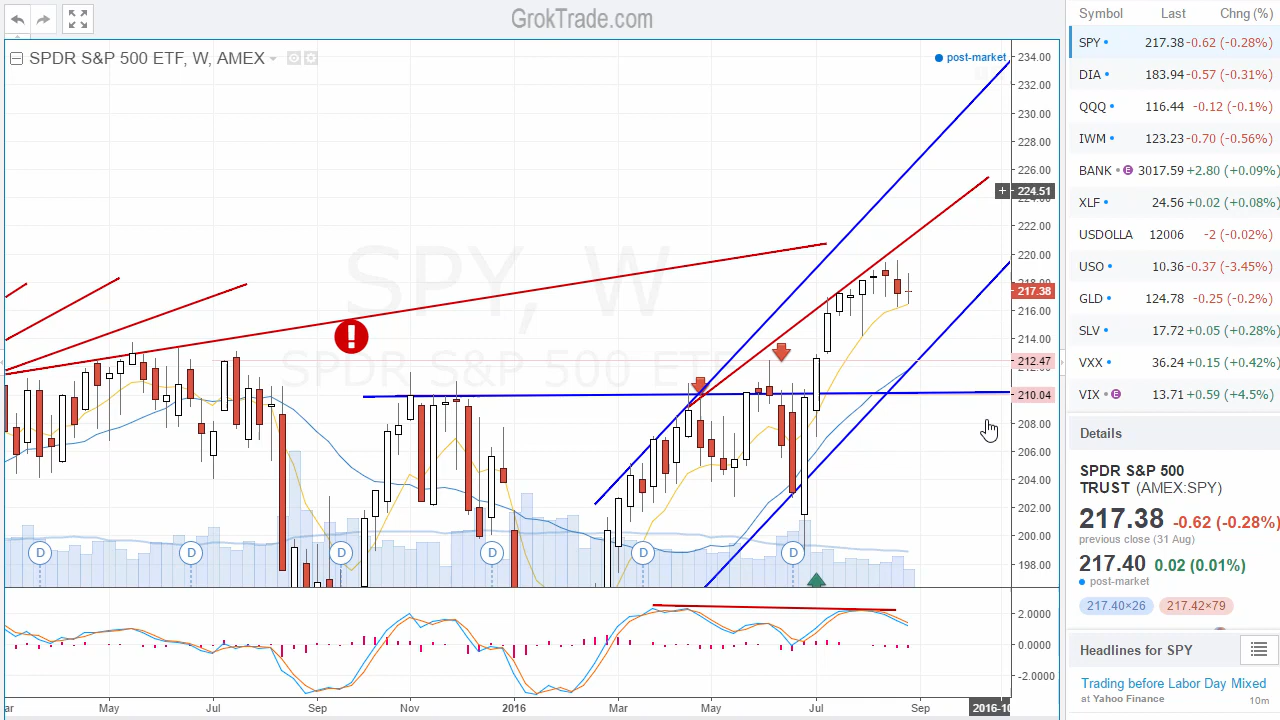 GrokTrade.com
SPDR S&P 500 ETF, W, AMEX
post-market
SPY, W
SPDR S&P 500 ETF
234.00
232.00
230.00
228.00
226.00
224.51
222.00
220.00
217.38
216.00
214.00
212.47
210.04
208.00
206.00
204.00
202.00
200.00
198.00
D D D D D D
2.0000
0.0000
-2.0000
ar May Jul Sep Nov 2016 Mar May Jul Sep 2016-10
Symbol Last Chng (%)
SPY 217.38 -0.62 (-0.28%)
DIA 183.94 -0.57 (-0.31%)
QQQ 116.44 -0.12 (-0.1%)
IWM 123.23 -0.70 (-0.56%)
BANK E 3017.59 +2.80 (+0.09%)
XLF 24.56 +0.02 (+0.08%)
USDOLLA 12006 -2 (-0.02%)
USO 10.36 -0.37 (-3.45%)
GLD 124.78 -0.25 (-0.2%)
SLV 17.72 +0.05 (+0.28%)
VXX 36.24 +0.15 (+0.42%)
VIX E 13.71 +0.59 (+4.5%)
Details
SPDR S&P 500
TRUST (AMEX:SPY)
217.38 -0.62 (-0.28%)
previous close (31 Aug)
217.40 0.02 (0.01%)
post-market
217.40×26 217.42×79
Headlines for SPY
Trading before Labor Day Mixed
at Yahoo Finance 10m